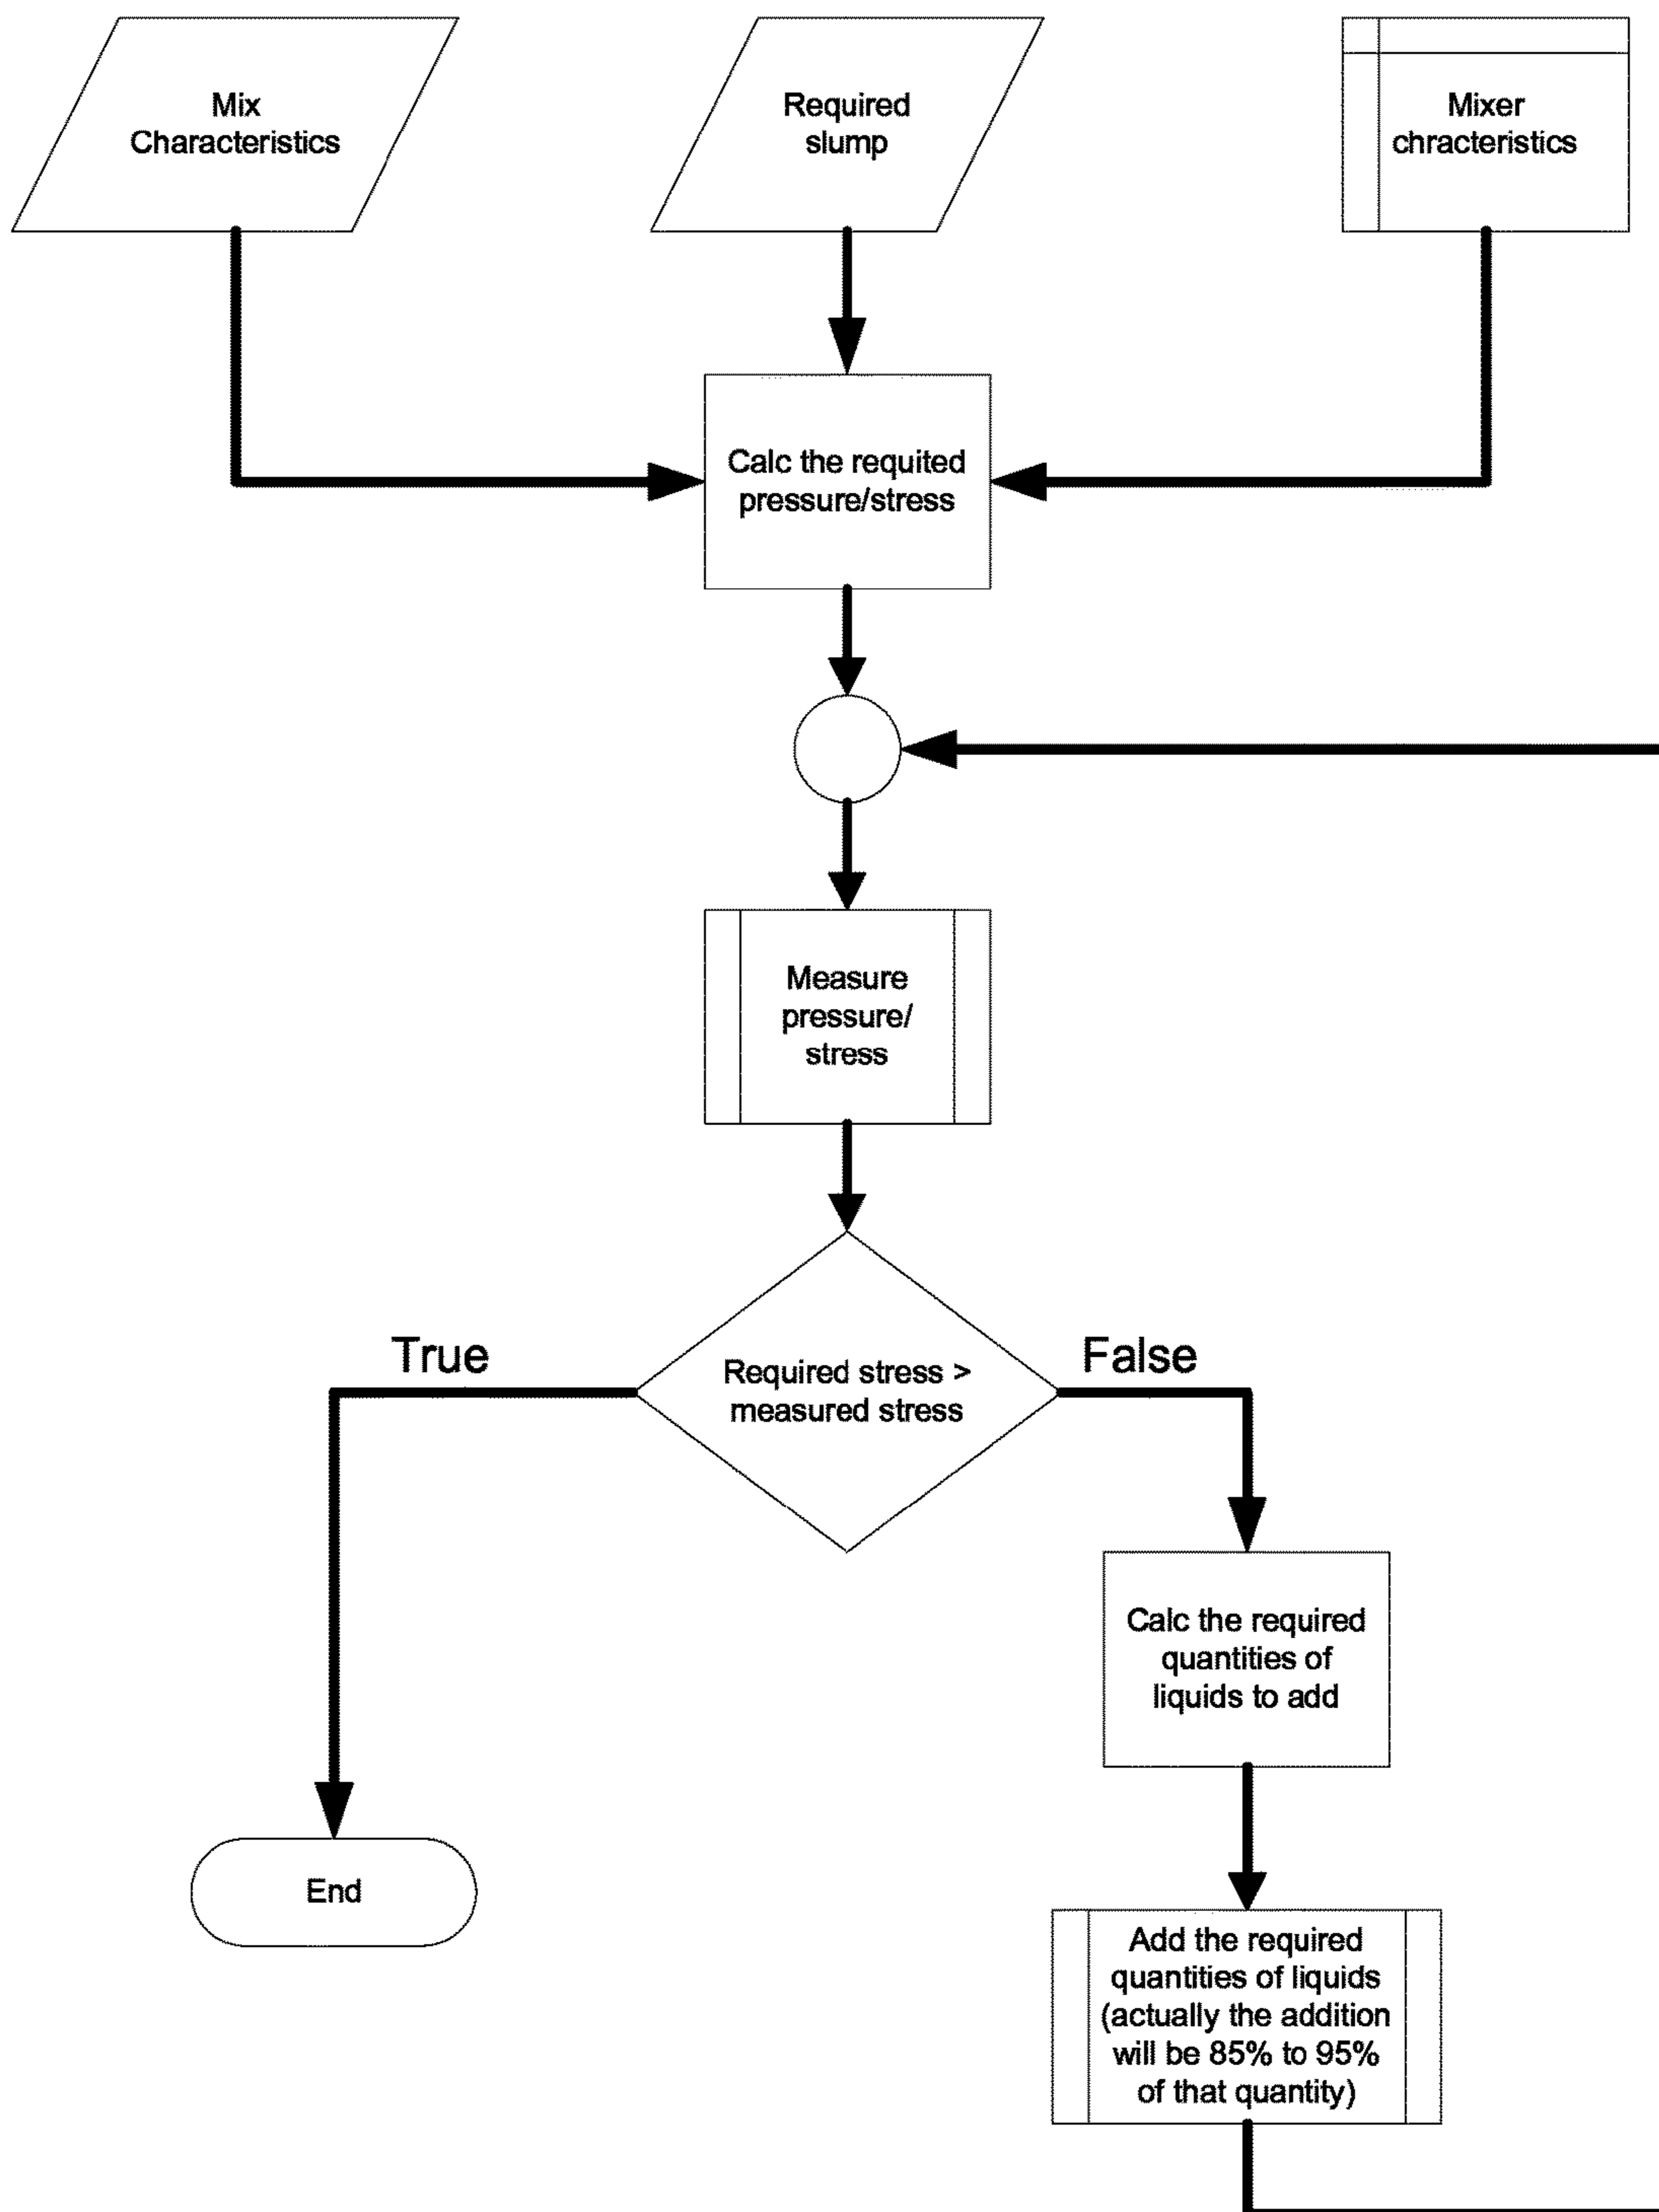 Mix
Characteristics
Required
slump
Mixer
chracteristics
Calc the requited
pressure/stress
Measure
pressure/
stress
True
Required stress >
measured stress
False
Calc the required
quantities of
liquids to add
End
Add the required
quantities of liquids
(actually the addition
will be 85% to 95%
of that quantity)